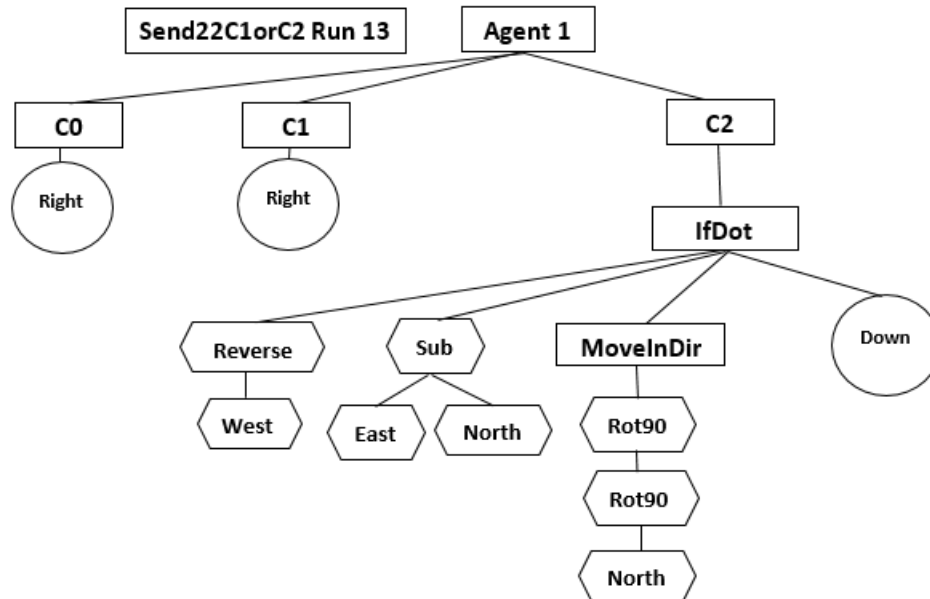 Send22C1orC2 Run 13
Agent 1
C0
C1
C2
Right
Right
IfDot
Reverse
Sub
MoveInDir
Down
West
East
North
Rot90
Rot90
North